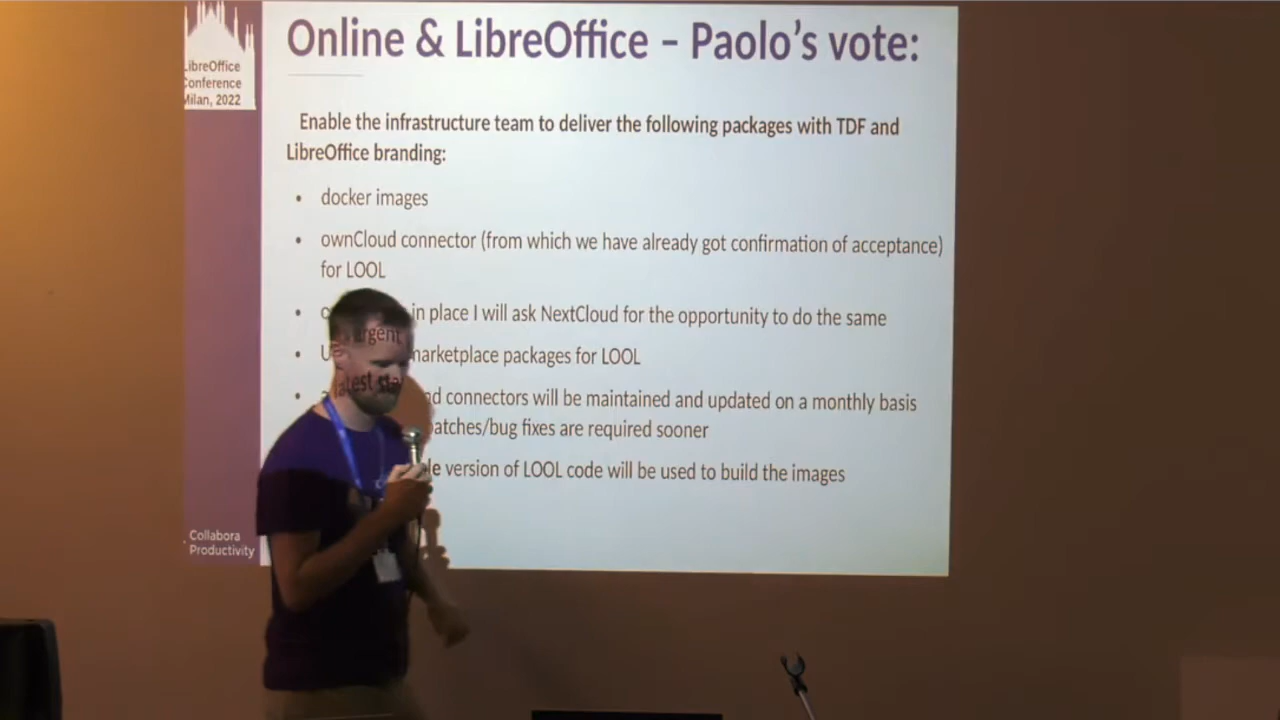 LibreOffice
Conference
Milan, 2022
Online & LibreOffice – Paolo's vote:
Enable the infrastructure team to deliver the following packages with TDF and
LibreOffice branding:
• docker images
• ownCloud connector (from which we have already got confirmation of acceptance)
for LOOL
• in place I will ask NextCloud for the opportunity to do the same
• marketplace packages for LOOL
• connectors will be maintained and updated on a monthly basis
urgent patches/bug fixes are required sooner
latest stable version of LOOL code will be used to build the images
Collabora
Productivity